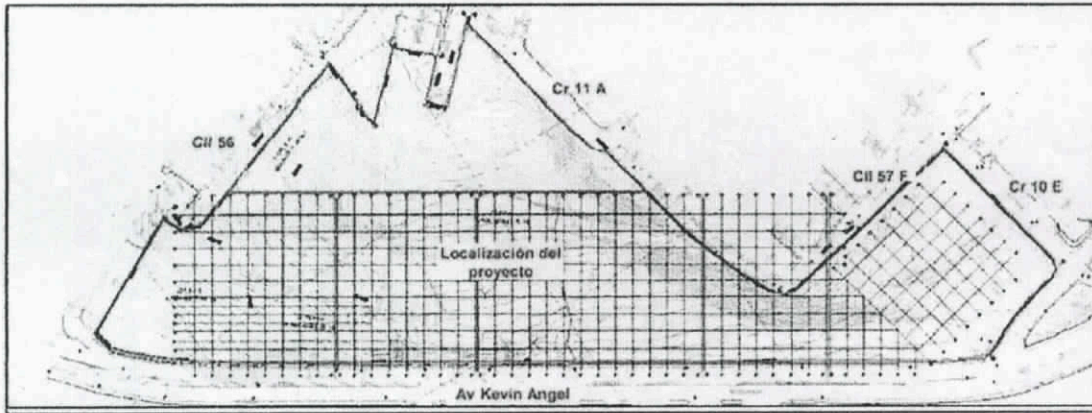 Cr 11 A
Cll 56
Cll 57 F
Cr 10 E
Localización del
proyecto
Av Kevin Angel